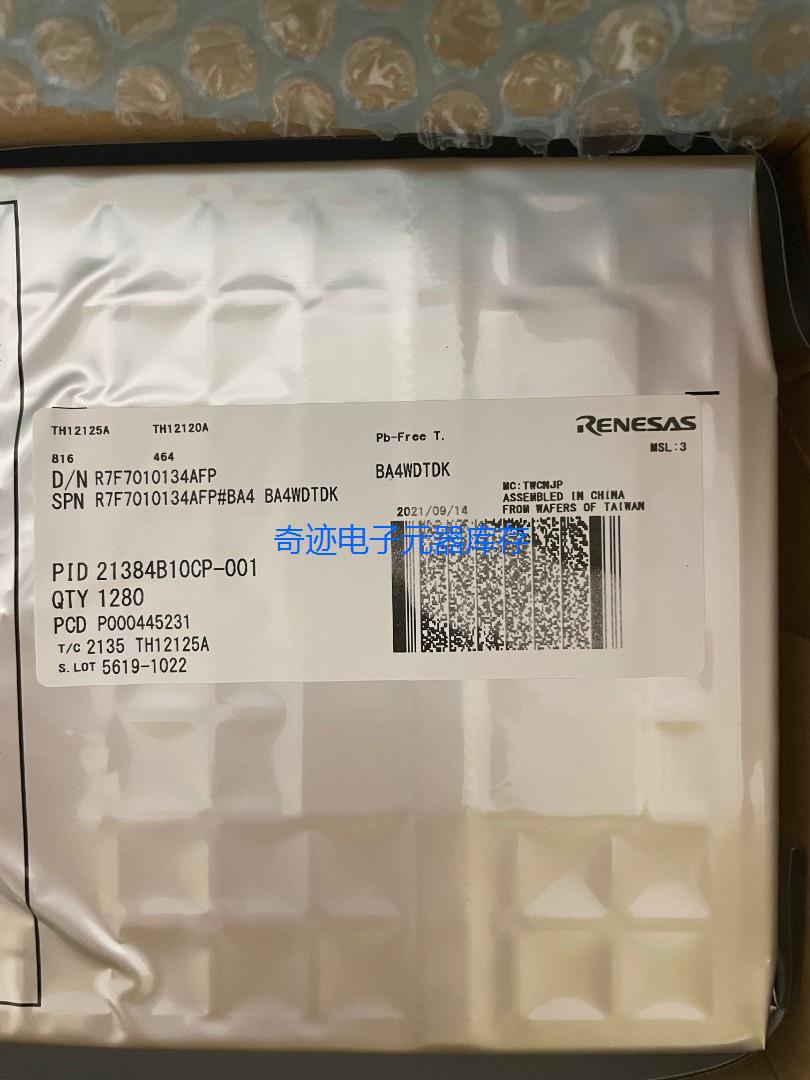 TH12125A TH12120A
816 464
D/N R7F7010134AFP
SPN R7F7010134AFP#BA4 BA4WDTDK
Pb-Free T.
BA4WDTDK
RENESAS
MSL:3
MC:TWCNJP
ASSEMBLED IN CHINA
FROM WAFERS OF TAIWAN
2021/09/14
奇迹电子元器库存
PID 21384B10CP-001
QTY 1280
PCD P000445231
T/C 2135 TH12125A
S.LOT 5619-1022